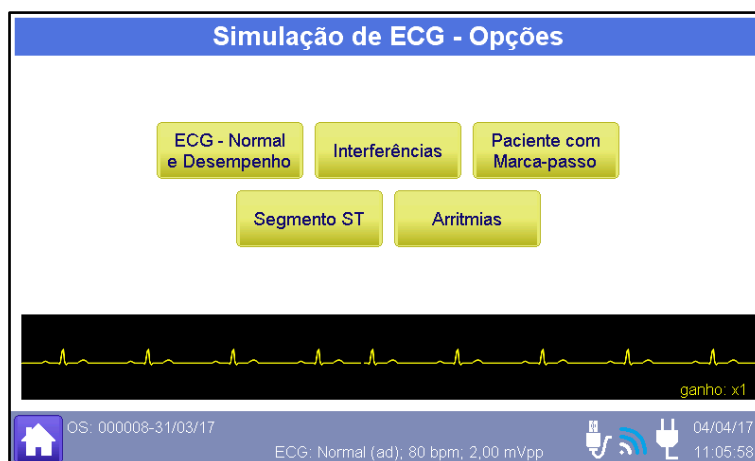 Simulação de ECG - Opções
ECG - Normal
e Desempenho
Interferências
Paciente com
Marca-passo
Segmento ST
Arritmias
ganho: x1
OS: 000008-31/03/17
ECG: Normal (ad); 80 bpm; 2,00 mVpp
04/04/17
11:05:58